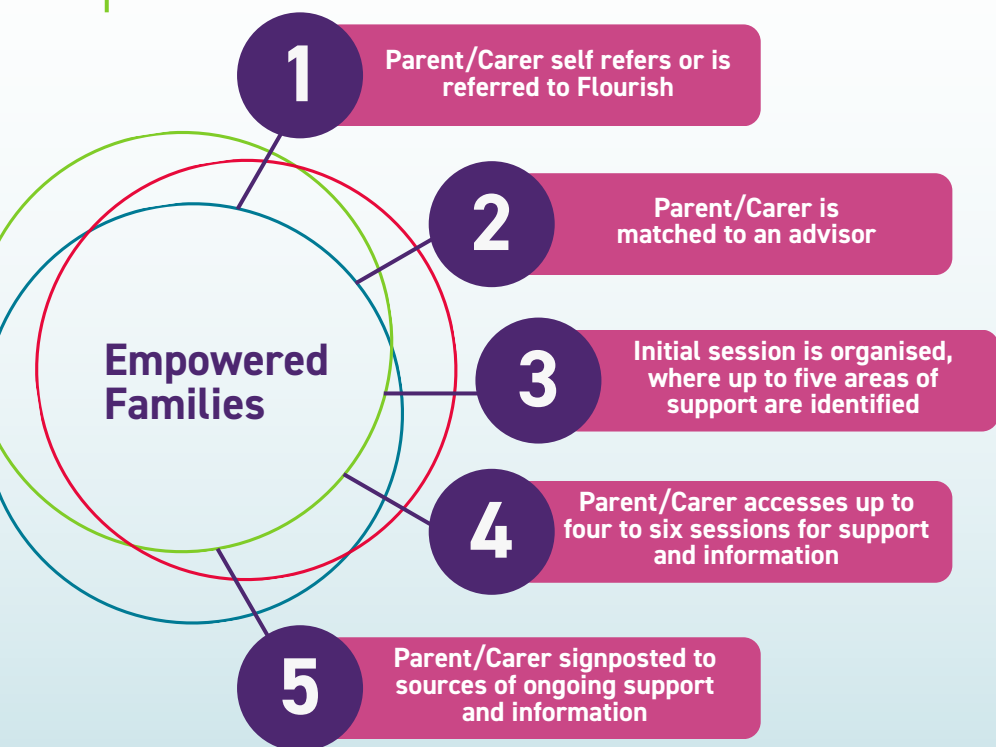 1
Parent/Carer self refers or is
referred to Flourish
2
Parent/Carer is
matched to an advisor
Empowered
Families
3
Initial session is organised,
where up to five areas of
support are identified
4
Parent/Carer accesses up to
four to six sessions for support
and information
5
Parent/Carer signposted to
sources of ongoing support
and information